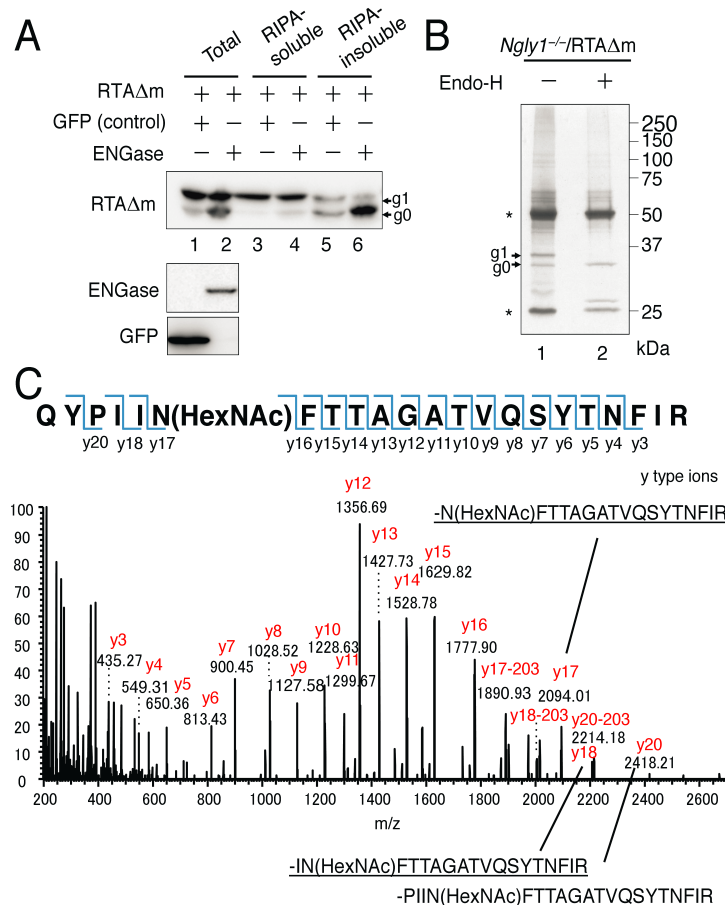 A
Total
RIPA-
soluble
RIPA-
insoluble
RTAΔm + + + + + +
GFP (control) + − + − + −
ENGase − + − + − +
RTAΔm
g1
g0
1 2 3 4 5 6
ENGase
GFP
B
Ngly1−/−/RTAΔm
Endo-H − +
250
150
100
75
* 50
37
g1
g0
* 25
1 2 kDa
C
Q Y P I I N(HexNAc) F T T A G A T V Q S Y T N F I R
y20 y18 y17 y16 y15 y14 y13 y12 y11 y10 y9 y8 y7 y6 y5 y4 y3
y type ions
-N(HexNAc)FTTAGATVQSYTNFIR
y12
1356.69
y13
1427.73
y15
1629.82
y14
1528.78
y3
435.27
y4
549.31
y5
650.36
y6
813.43
y7
900.45
y8
1028.52
y9
1127.58
y10
1228.63
y11
1299.67
y16
1777.90
y17-203
1890.93
y17
2094.01
y18-203
y20-203
2214.18
y18
y20
2418.21
100
90
80
70
60
50
40
30
20
10
0
200 400 600 800 1000 1200 1400 1600 1800 2000 2200 2400 2600
m/z
-IN(HexNAc)FTTAGATVQSYTNFIR
-PIIN(HexNAc)FTTAGATVQSYTNFIR